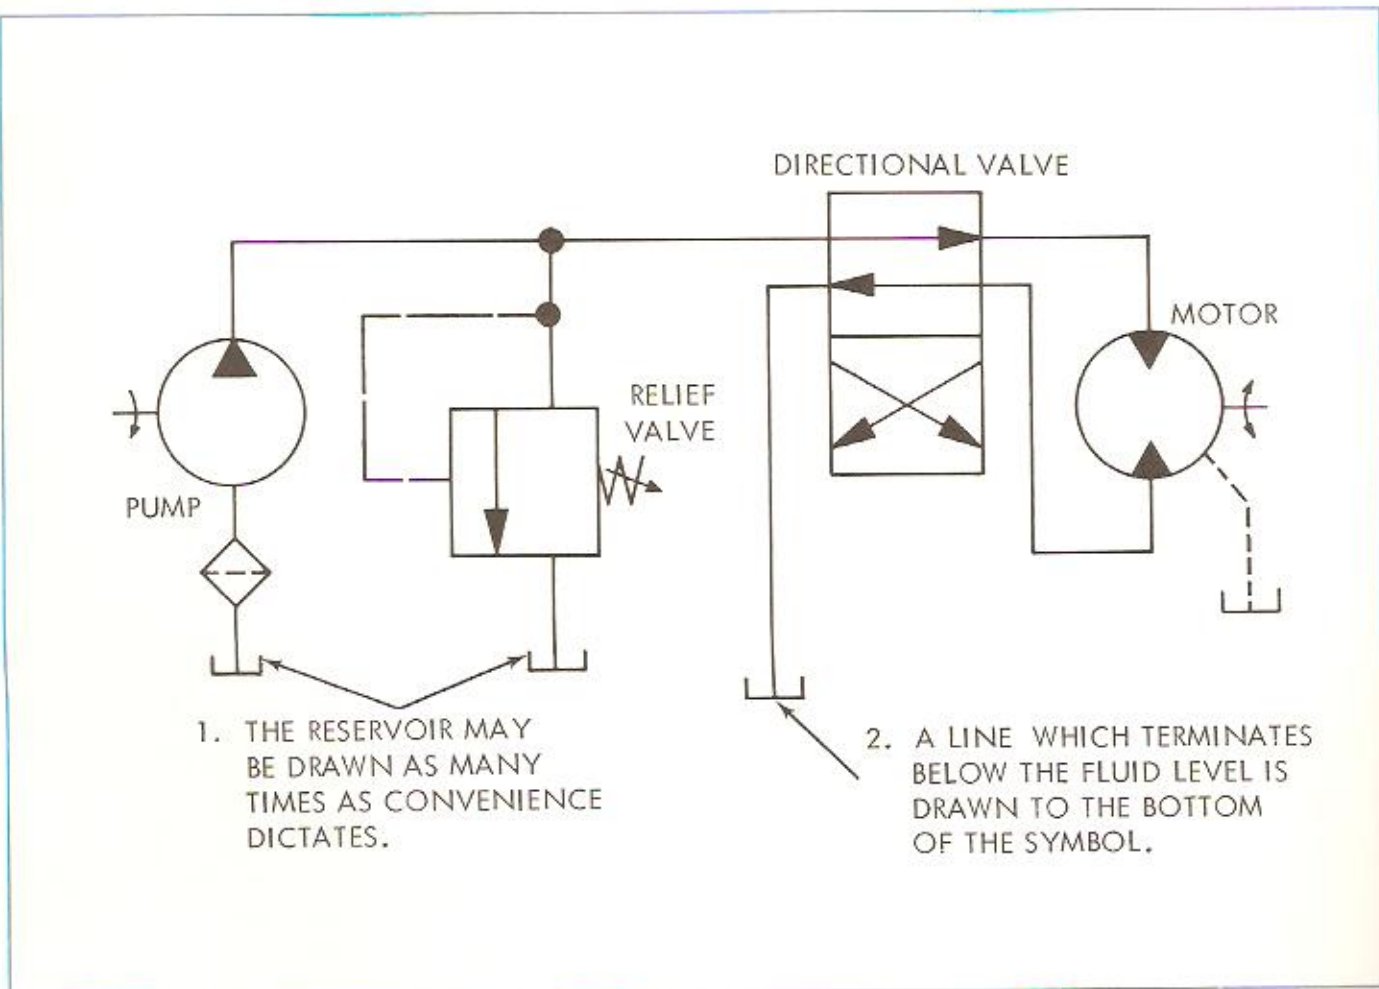 DIRECTIONAL VALVE
MOTOR
RELIEF
VALVE
PUMP
1. THE RESERVOIR MAY
BE DRAWN AS MANY
TIMES AS CONVENIENCE
DICTATES.
2. A LINE WHICH TERMINATES
BELOW THE FLUID LEVEL IS
DRAWN TO THE BOTTOM
OF THE SYMBOL.